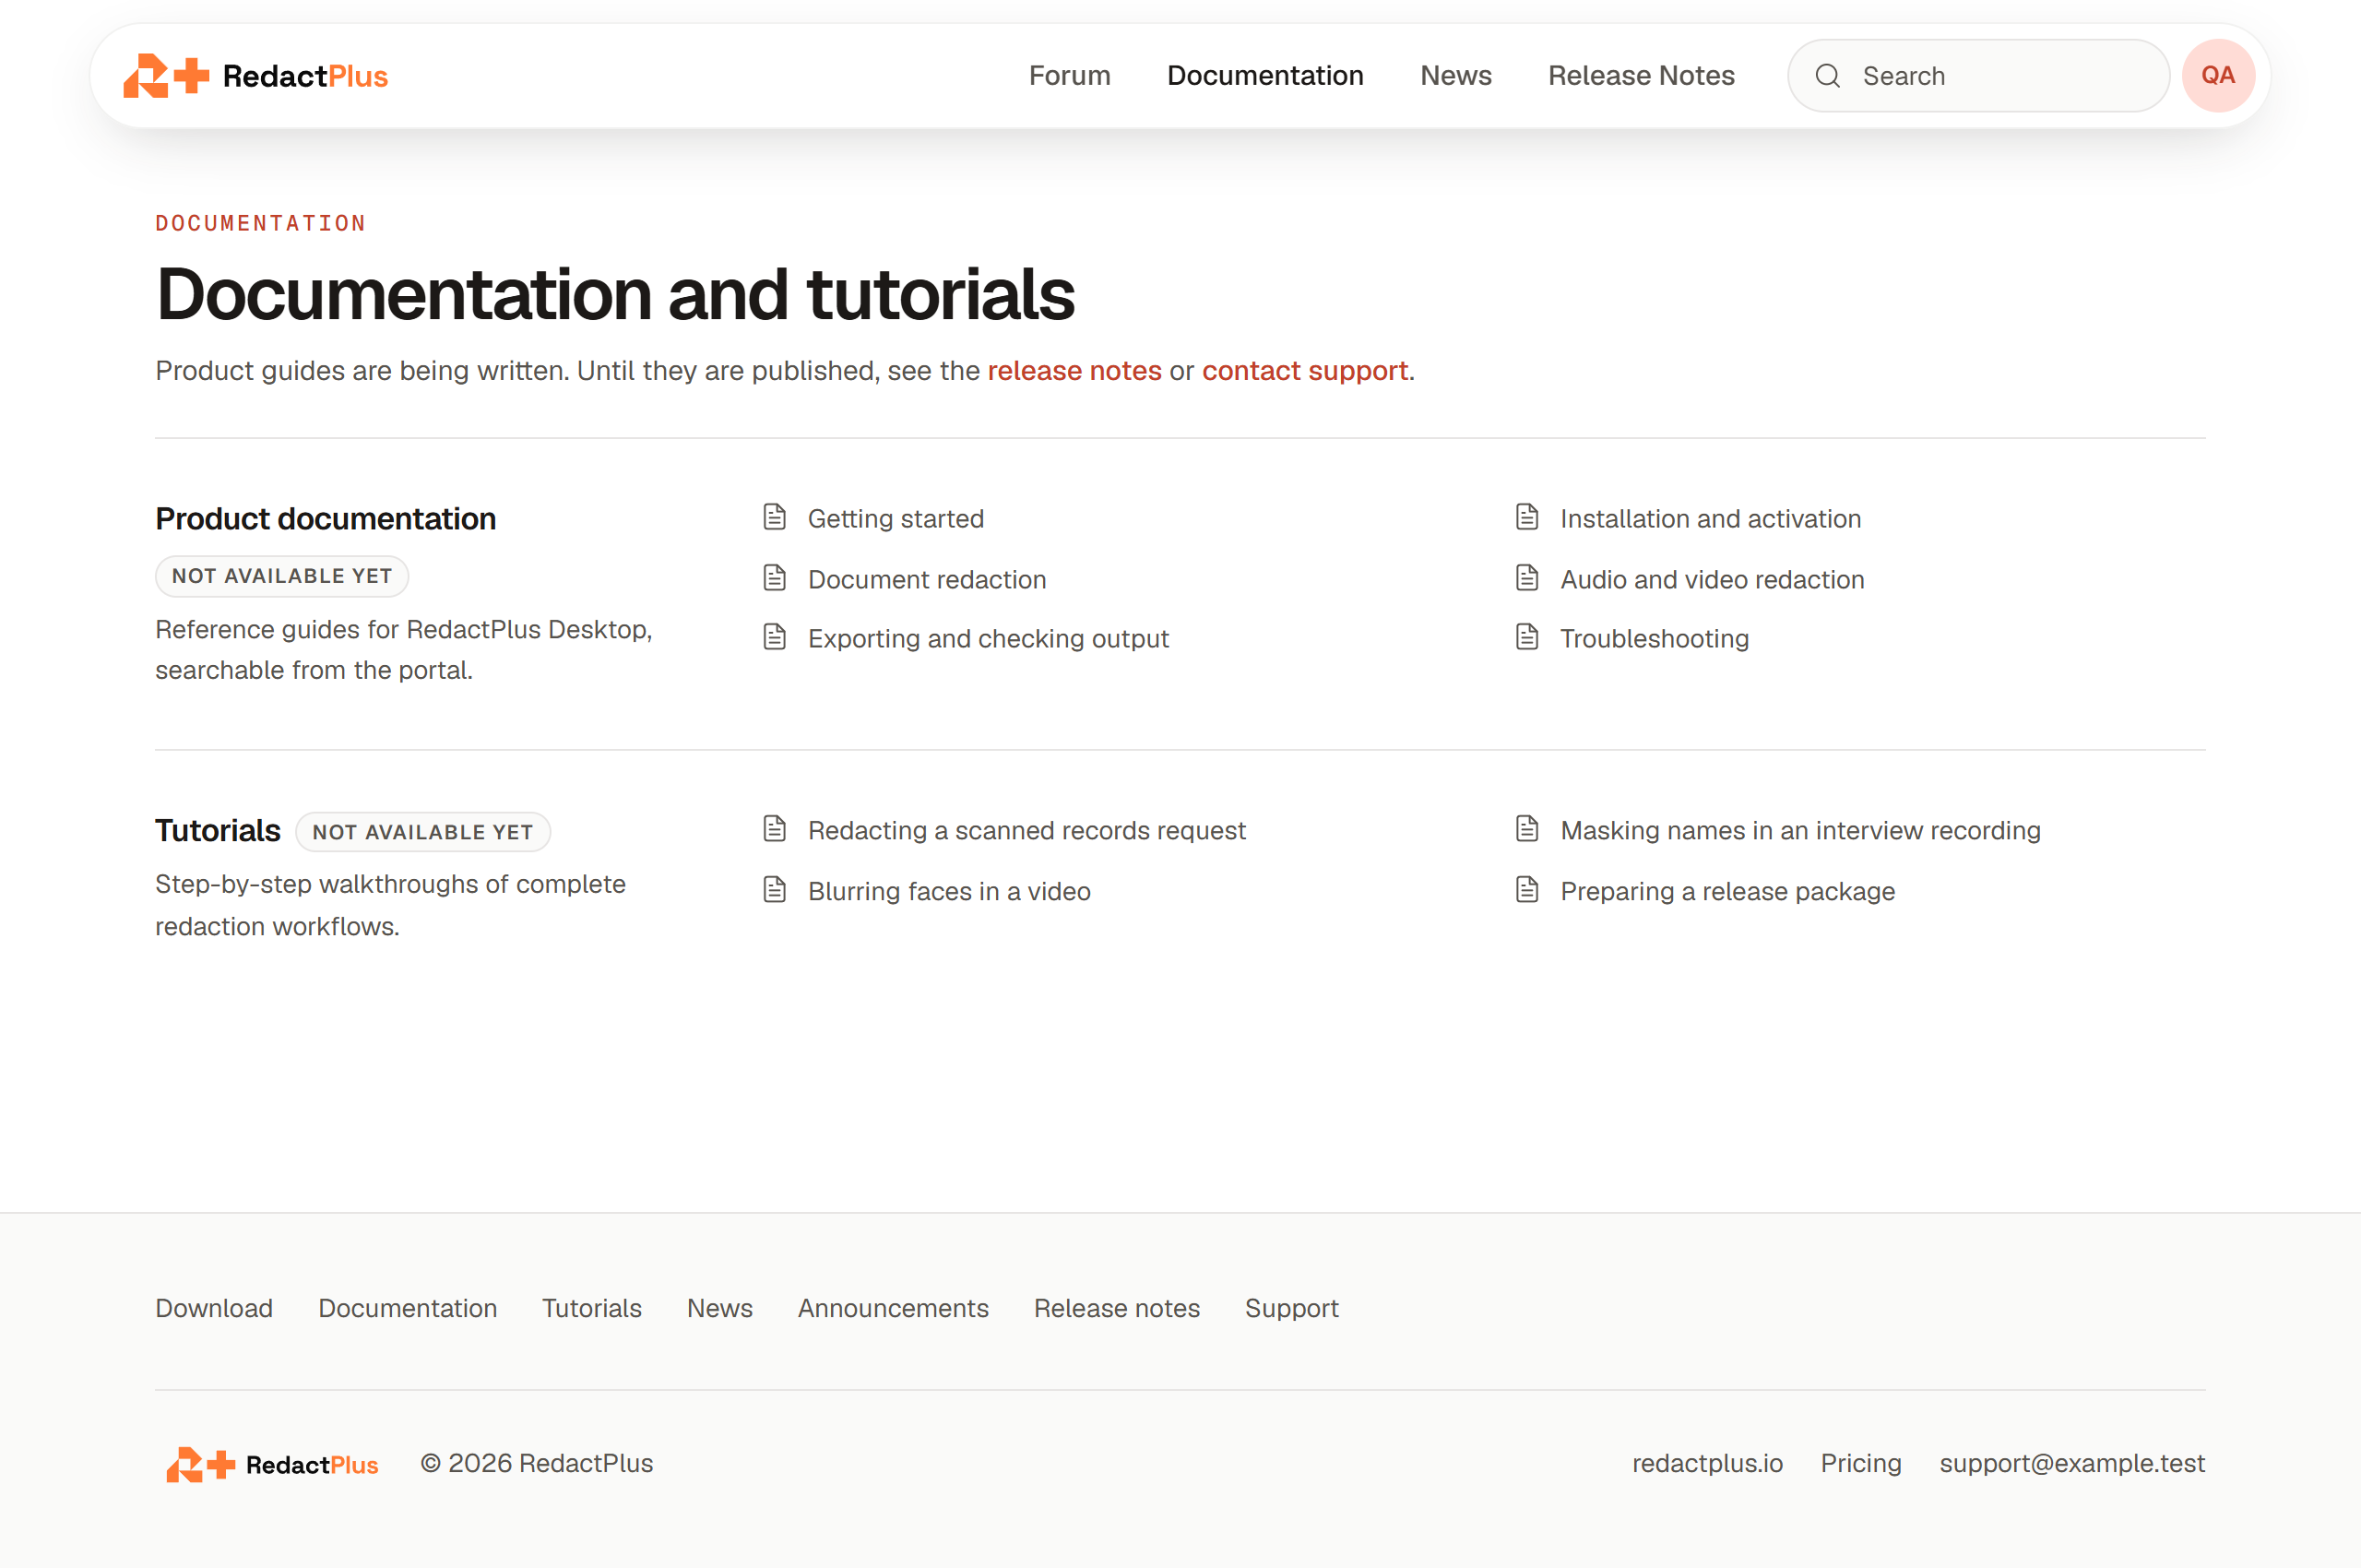 RedactPlus
Forum
Documentation
News
Release Notes
Search
QA
DOCUMENTATION
Documentation and tutorials
Product guides are being written. Until they are published, see the release notes or contact support.
Product documentation
NOT AVAILABLE YET
Reference guides for RedactPlus Desktop,
searchable from the portal.
Getting started
Installation and activation
Document redaction
Audio and video redaction
Exporting and checking output
Troubleshooting
Tutorials
NOT AVAILABLE YET
Step-by-step walkthroughs of complete
redaction workflows.
Redacting a scanned records request
Masking names in an interview recording
Blurring faces in a video
Preparing a release package
Download
Documentation
Tutorials
News
Announcements
Release notes
Support
RedactPlus
© 2026 RedactPlus
redactplus.io
Pricing
support@example.test